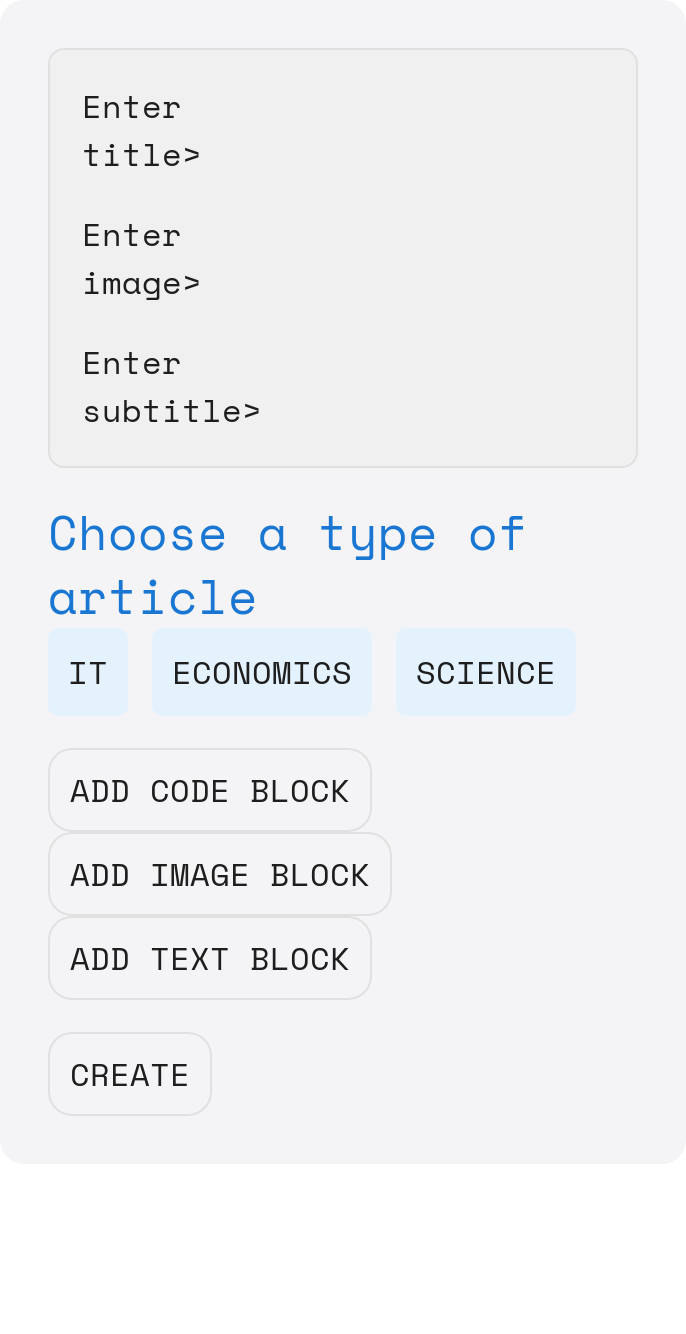 Enter
title>
Enter
image>
Enter
subtitle>
Choose a type of
article
IT ECONOMICS SCIENCE
ADD CODE BLOCK
ADD IMAGE BLOCK
ADD TEXT BLOCK
CREATE